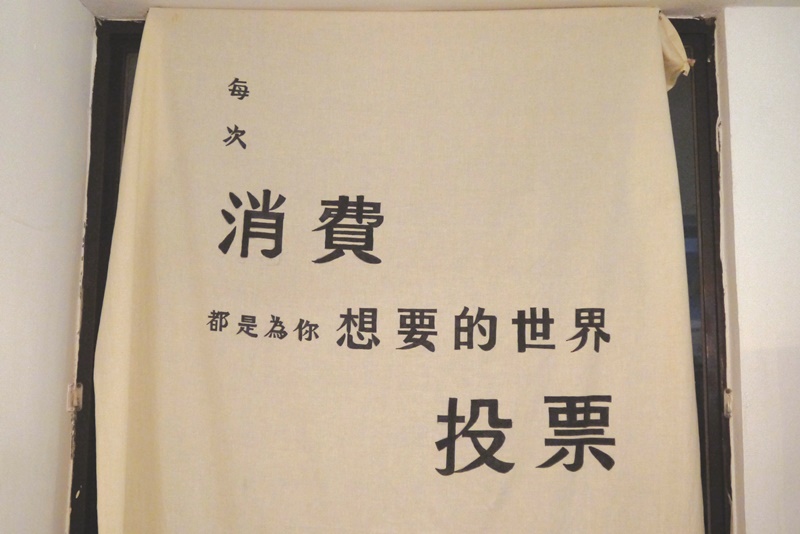 每
次
消費
都是為你想要的世界
投票